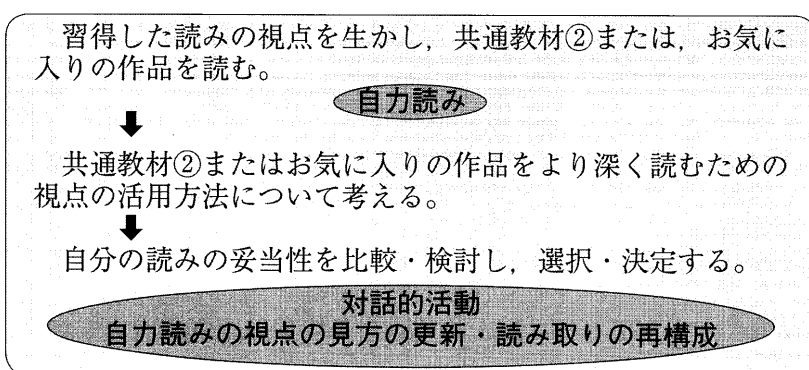 習得した読みの視点を生かし，共通教材②または，お気に
入りの作品を読む。
自力読み
共通教材②またはお気に入りの作品をより深く読むための
視点の活用方法について考える。
自分の読みの妥当性を比較・検討し，選択・決定する。
対話的活動
自力読みの視点の見方の更新・読み取りの再構成